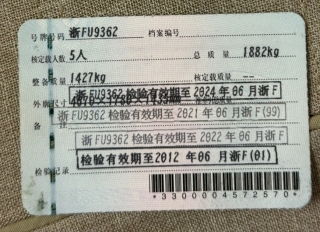 号牌号码 浙FU9362 档案编号
核定载人数 5人 总质量 1882kg
整备质量 1427kg 核定载质量 --
浙FU9362 检验有效期至2024年06月浙F
外廓尺寸
浙FU9362 检验有效期至2021年06月浙F(99)
备注
浙FU9362 检验有效期至2022年06月浙F
检验记录 检验有效期至2012年06月浙F(01)
*3300004572570*